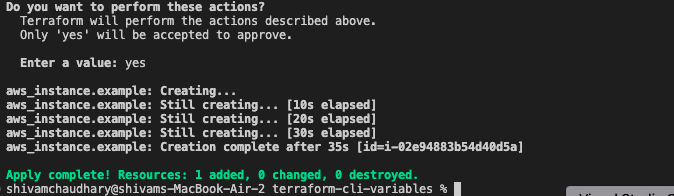 Do you want to perform these actions?
  Terraform will perform the actions described above.
  Only 'yes' will be accepted to approve.

  Enter a value: yes

aws_instance.example: Creating...
aws_instance.example: Still creating... [10s elapsed]
aws_instance.example: Still creating... [20s elapsed]
aws_instance.example: Still creating... [30s elapsed]
aws_instance.example: Creation complete after 35s [id=i-02e94883b54d40d5a]

Apply complete! Resources: 1 added, 0 changed, 0 destroyed.
shivamchaudhary@shivams-MacBook-Air-2 terraform-cli-variables %